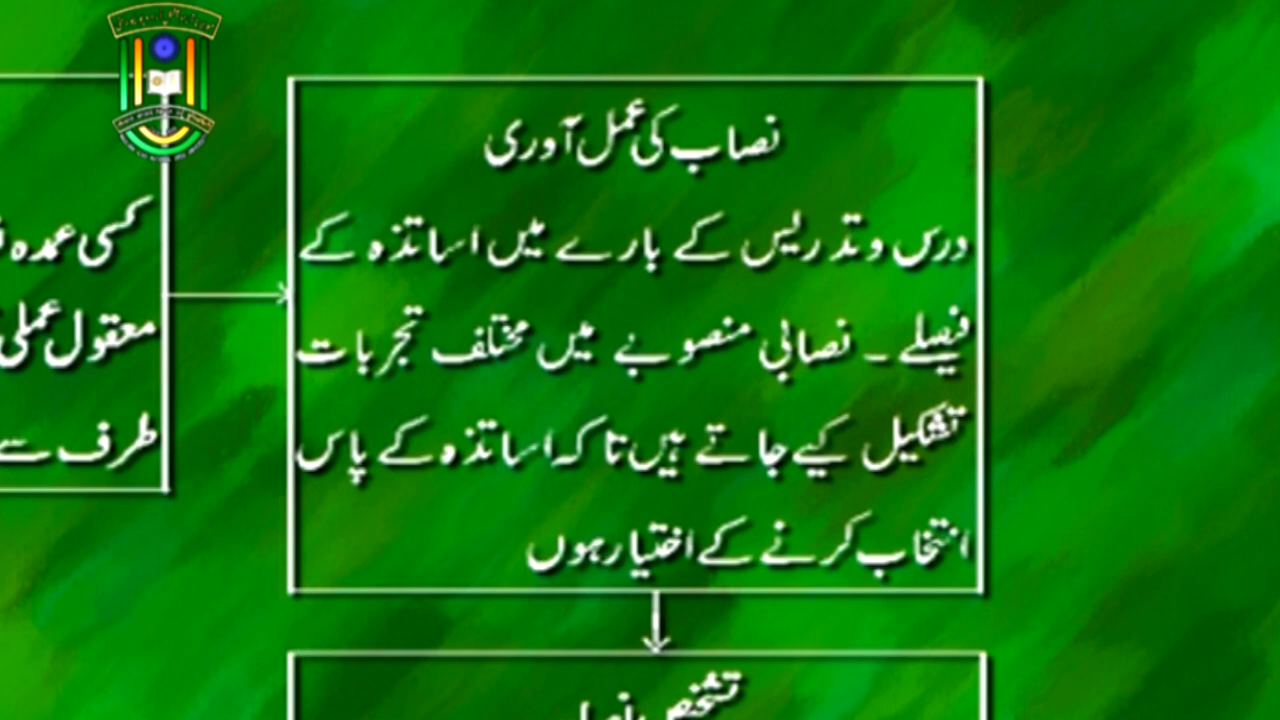 نصاب کی عمل آوری
درس و تدریس کے بارے میں اساتذہ کے
فیصلے ۔ نصابی منصوبے میں مختلف تجربات
تشکیل کیے جاتے ہیں تاکہ اساتذہ کے پاس
انتخاب کرنے کے اختیار ہوں
کسی عمدہ
معقول عملی
طرف سے